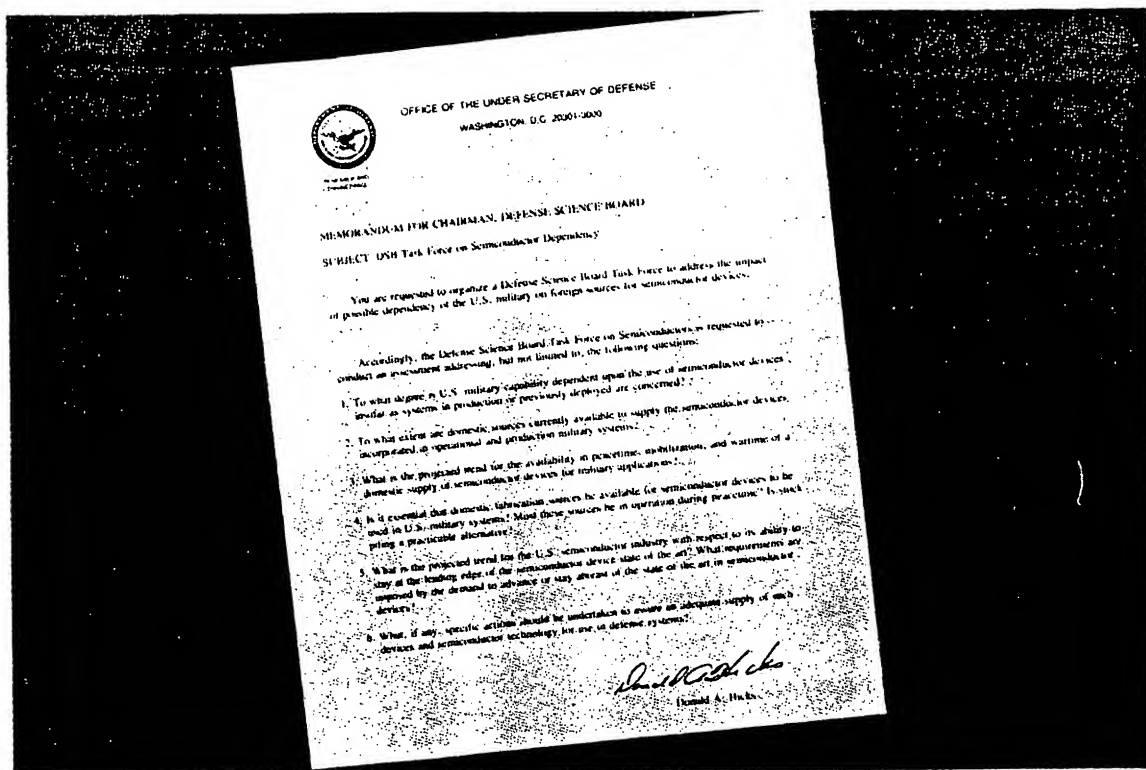 OFFICE OF THE UNDER SECRETARY OF DEFENSE
WASHINGTON, D.C. 20301-3000
RESEARCH AND
ENGINEERING
MEMORANDUM FOR CHAIRMAN, DEFENSE SCIENCE BOARD
SUBJECT: DSB Task Force on Semiconductor Dependency
You are requested to organize a Defense Science Board Task Force to address the impact
of possible dependency of the U.S. military on foreign sources for semiconductor devices.
Accordingly, the Defense Science Board Task Force on Semiconductors is requested to
conduct an assessment addressing, but not limited to, the following questions:
1. To what degree is U.S. military capability dependent upon the use of semiconductor devices
insofar as systems in production or previously deployed are concerned?
2. To what extent are domestic sources currently available to supply the semiconductor devices
incorporated in operational and production military systems?
3. What is the projected trend for the availability in peacetime, mobilization, and wartime of a
domestic supply of semiconductor devices for military applications?
4. Is it essential that domestic fabrication sources be available for semiconductor devices to be
used in U.S. military systems? Must these sources be in operation during peacetime? Is stock
piling a practicable alternative?
5. What is the projected trend for the U.S. semiconductor industry with respect to its ability to
stay at the leading edge of the semiconductor device state of the art? What requirements are
imposed by the demand to advance or stay abreast of the state of the art in semiconductor
devices?
6. What, if any, specific actions should be undertaken to assure an adequate supply of such
devices and semiconductor technology for use in defense systems?
Donald A. Hicks
Donald A. Hicks